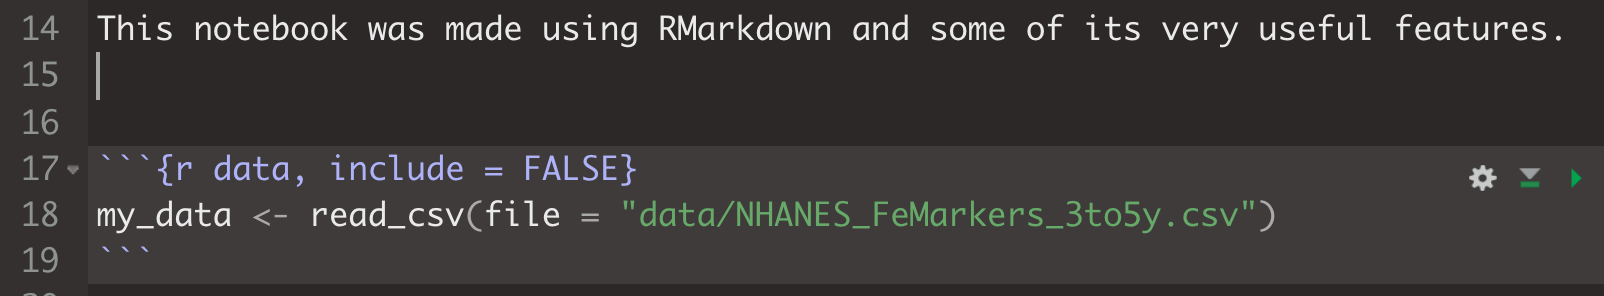 14 This notebook was made using RMarkdown and some of its very useful features.
15
16
17 ```{r data, include = FALSE}
18 my_data <- read_csv(file = "data/NHANES_FeMarkers_3to5y.csv")
19 ```